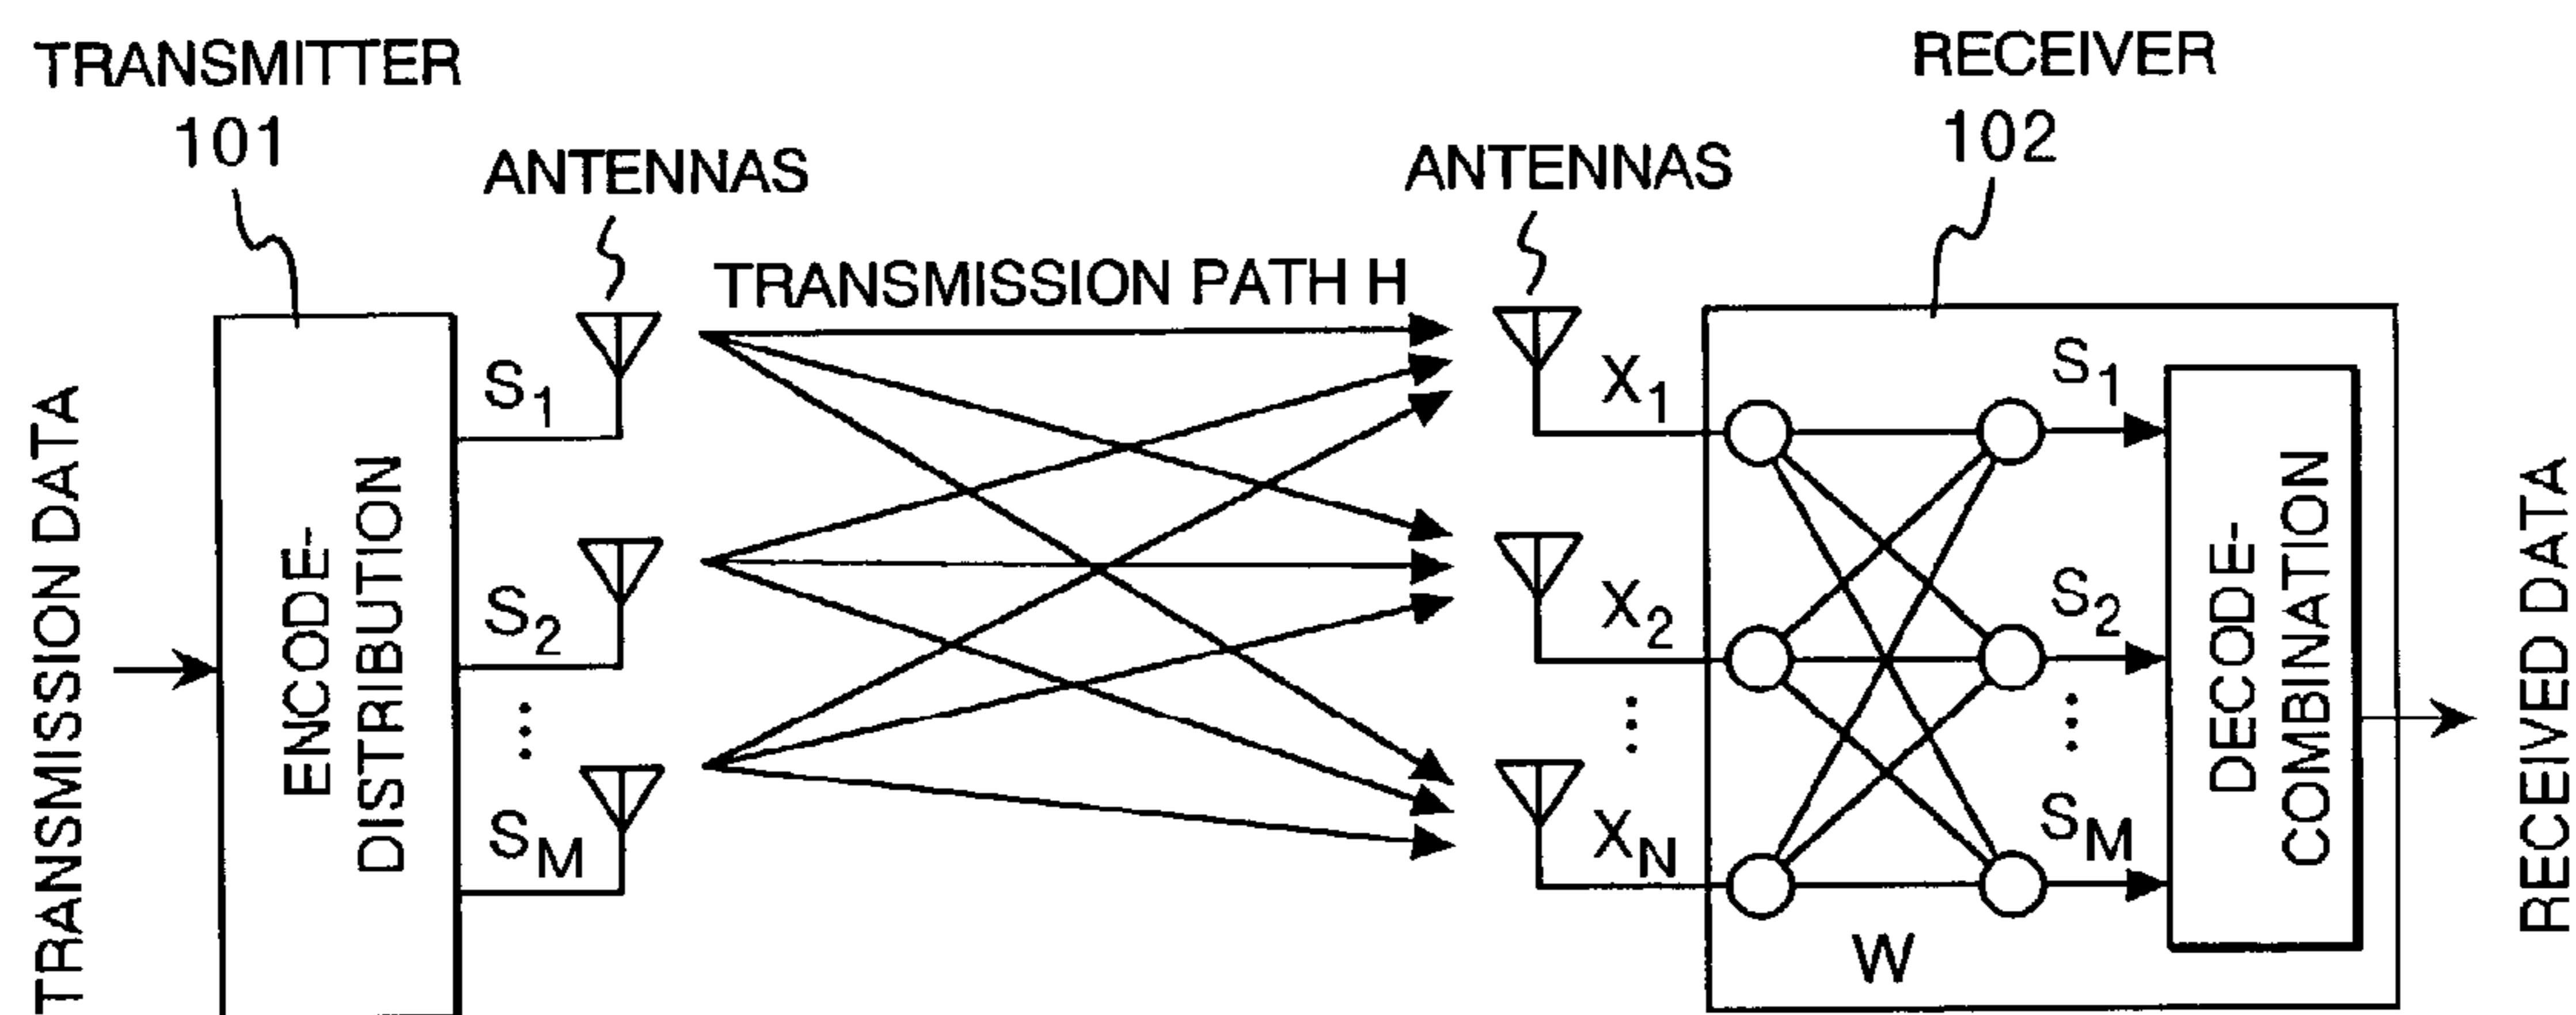 TRANSMITTER
101
ANTENNAS
TRANSMISSION PATH H
ANTENNAS
RECEIVER
102
TRANSMISSION DATA
ENCODE-
DISTRIBUTION
S1
S2
⋮
SM
X1
X2
⋮
XN
W
S1
S2
⋮
SM
DECODE-
COMBINATION
RECEIVED DATA